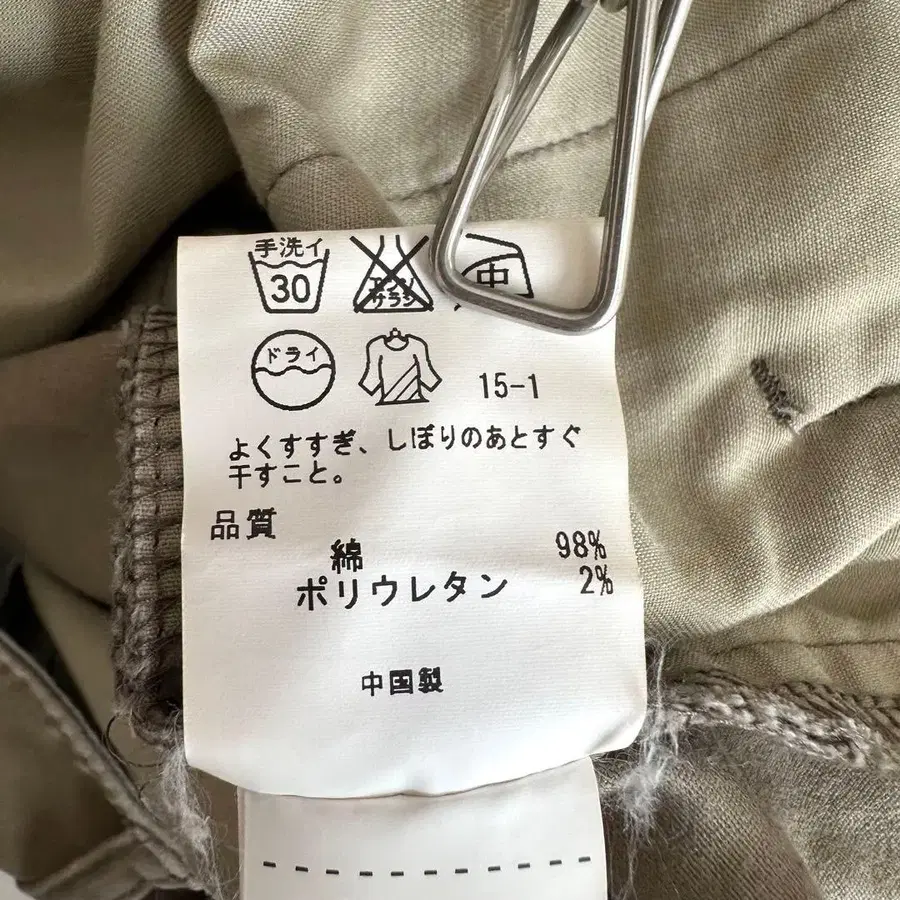 手洗イ
30
エンソ
サラシ
中
ドライ
15-1
よくすすぎ、しぼりのあとすぐ
干すこと。
品質
綿 98%
ポリウレタン 2%
中国製